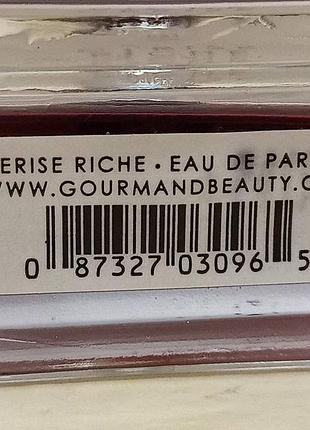 ERISE RICHE • EAU DE PAR
WWW.GOURMANDBEAUTY.C
0 87327 03096 5